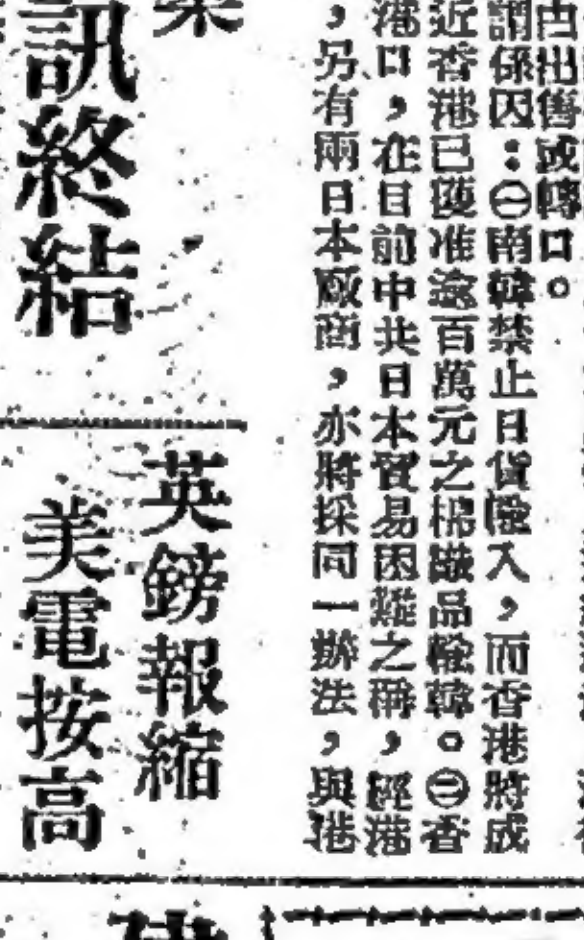 出售或轉口。
謂係因：㊀南韓禁止日貨輸入，而香港將成
近香港已獲准逾百萬元之棉織品輸韓。㊂香
港口，在目前中共日本貿易困難之稱，經港
，另有兩日本廠商，亦將採同一辦法，與港
訊終結
英鎊報縮
美電按高